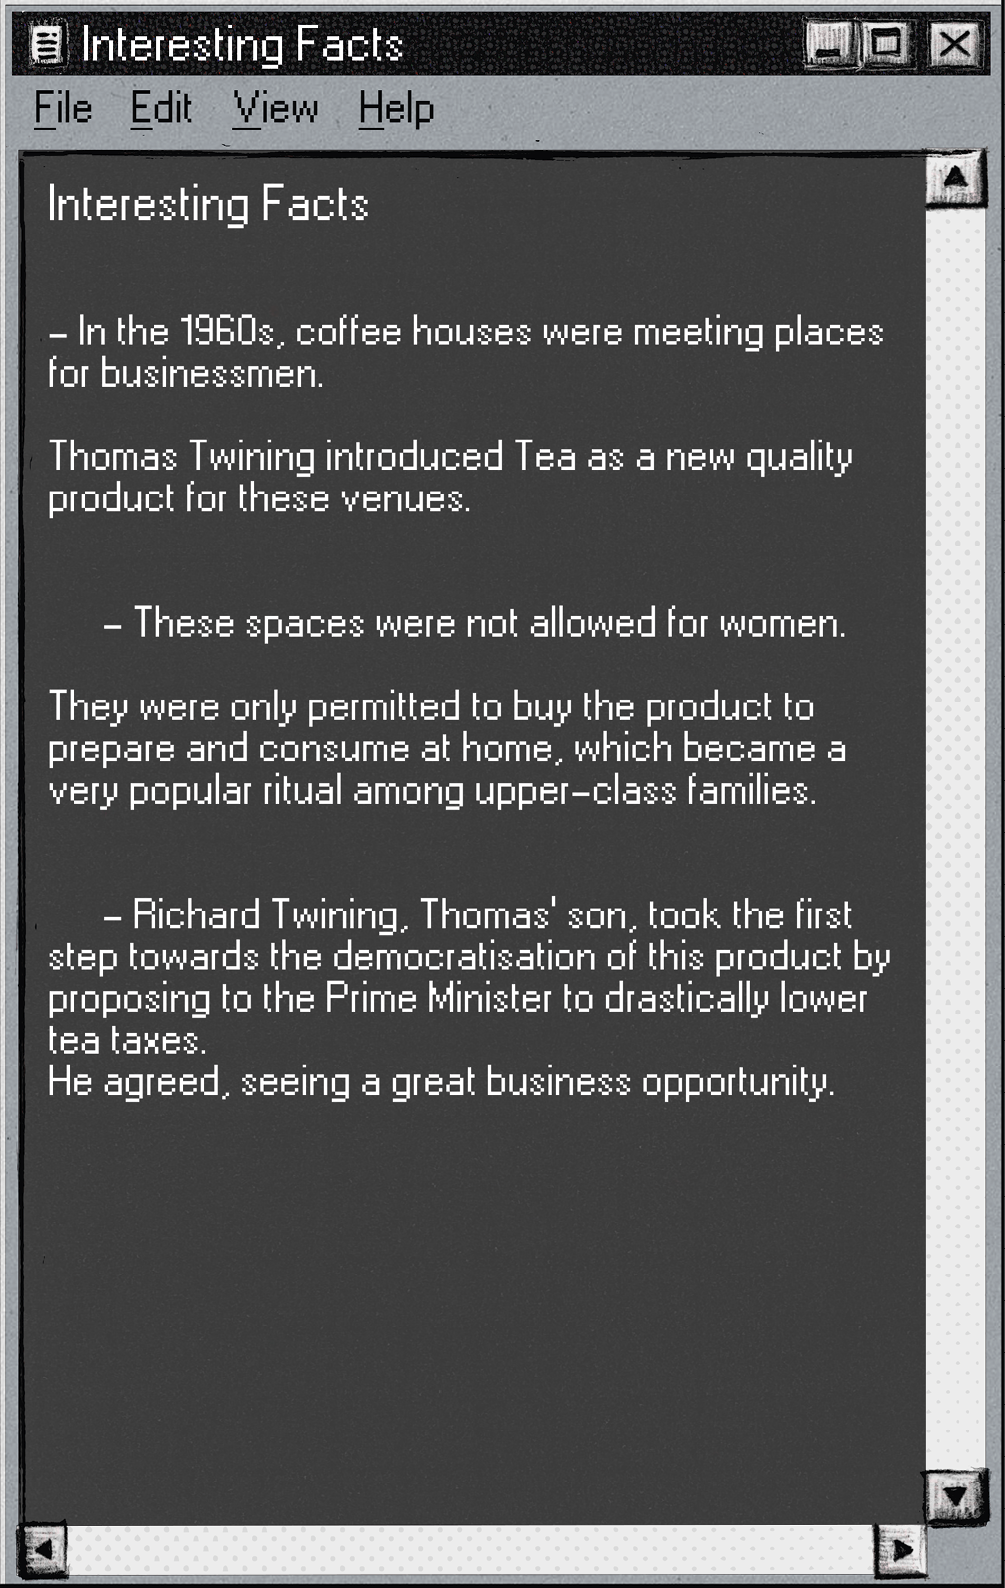 Interesting Facts
File Edit View Help
Interesting Facts
– In the 1960s, coffee houses were meeting places
for businessmen.
Thomas Twining introduced Tea as a new quality
product for these venues.
– These spaces were not allowed for women.
They were only permitted to buy the product to
prepare and consume at home, which became a
very popular ritual among upper–class families.
– Richard Twining, Thomas' son, took the first
step towards the democratisation of this product by
proposing to the Prime Minister to drastically lower
tea taxes.
He agreed, seeing a great business opportunity.